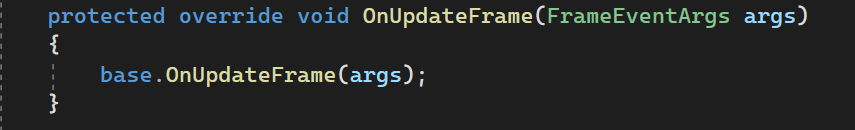 protected override void OnUpdateFrame(FrameEventArgs args)
{
base.OnUpdateFrame(args);
}